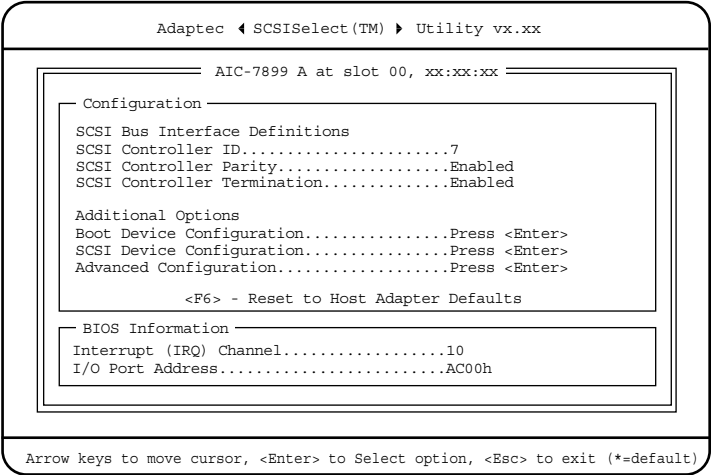 Adaptec SCSISelect(TM) Utility vx.xx
AIC-7899 A at slot 00, xx:xx:xx
Configuration
SCSI Bus Interface Definitions
SCSI Controller ID.......................7
SCSI Controller Parity...................Enabled
SCSI Controller Termination..............Enabled
Additional Options
Boot Device Configuration................Press <Enter>
SCSI Device Configuration................Press <Enter>
Advanced Configuration...................Press <Enter>
<F6> - Reset to Host Adapter Defaults
BIOS Information
Interrupt (IRQ) Channel..................10
I/O Port Address.........................AC00h
Arrow keys to move cursor, <Enter> to Select option, <Esc> to exit (*=default)